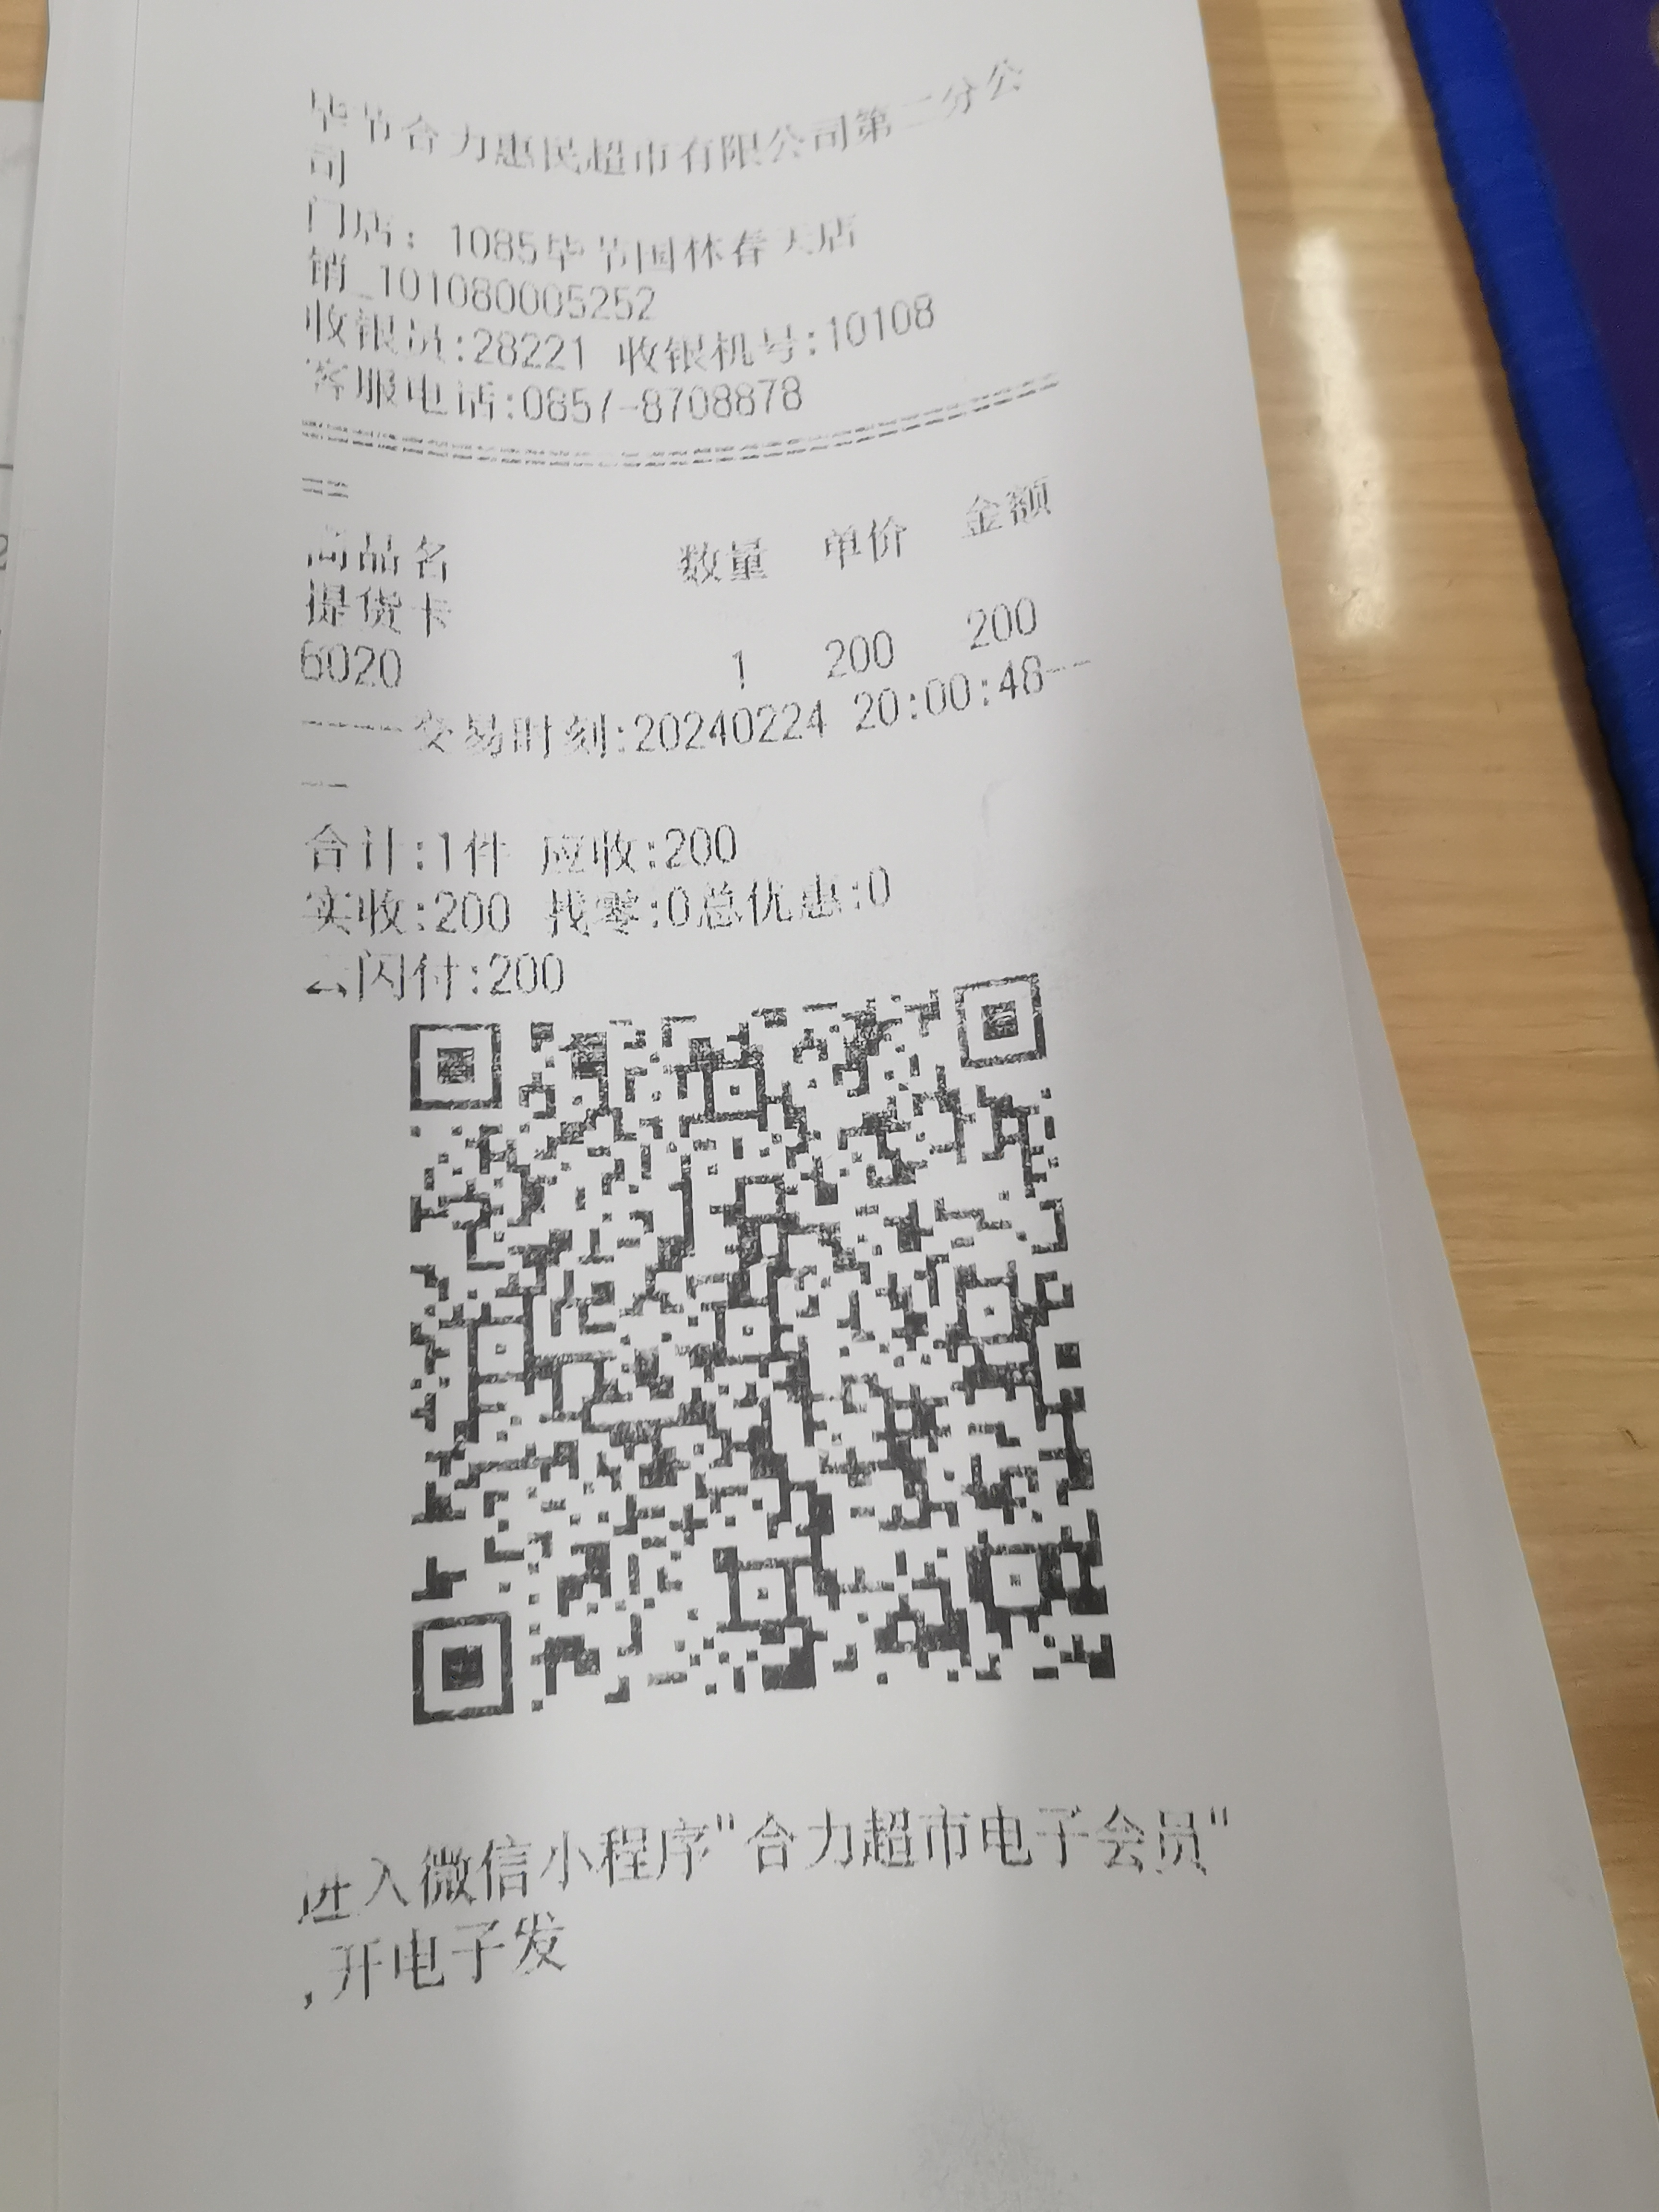 毕节合力惠民超市有限公司第二分公
司
门店：1085毕节国林春天店
销_101080005252
收银员:28221 收银机号:10108
客服电话:0857-8708878
================================
==
商品名 数量 单价 金额
提货卡
6020 1 200 200
----交易时刻:20240224 20:00:48--
--
合计:1件 应收:200
实收:200 找零:0总优惠:0
云闪付:200
进入微信小程序"合力超市电子会员"
,开电子发